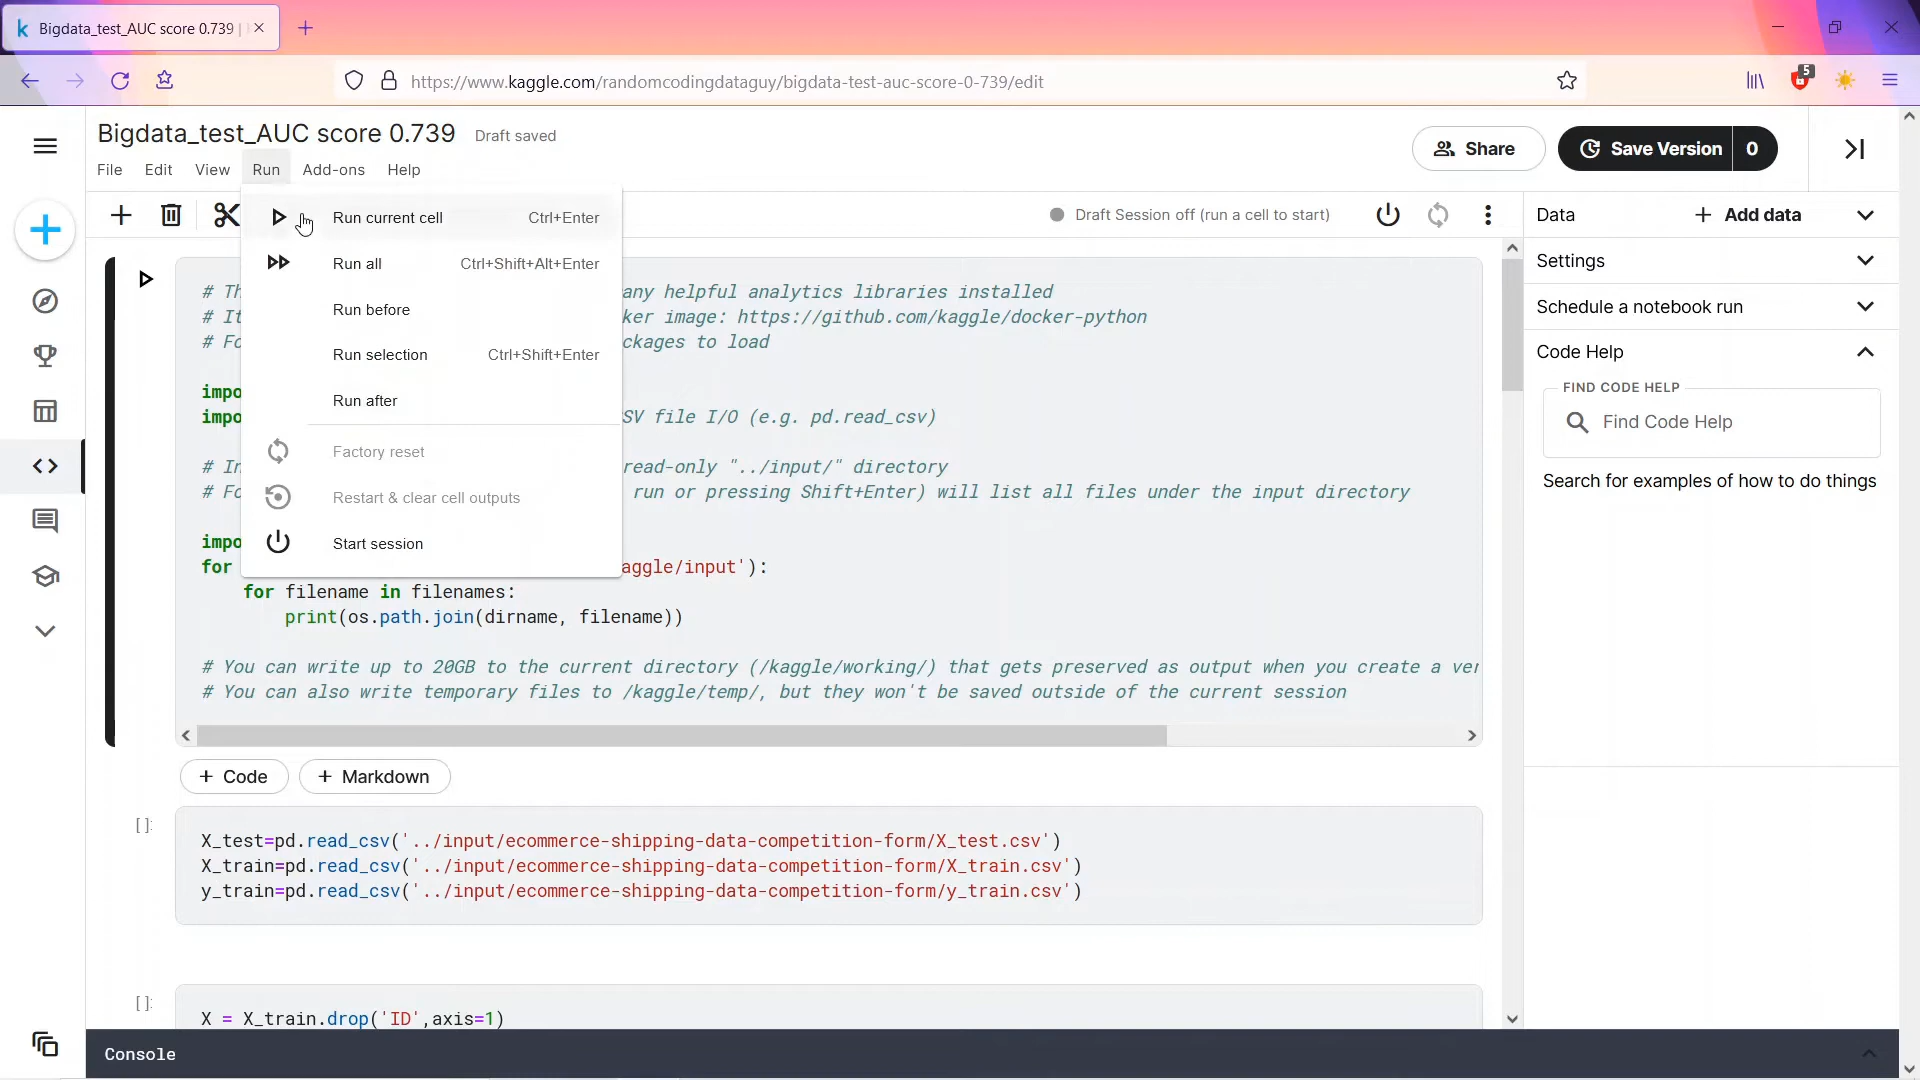 Bigdata_test_AUC score 0.739 |
https://www.kaggle.com/randomcodingdataguy/bigdata-test-auc-score-0-739/edit
5
Bigdata_test_AUC score 0.739 Draft saved
Share
Save Version 0
File Edit View Run Add-ons Help
Draft Session off (run a cell to start)
Run current cell Ctrl+Enter
Run all Ctrl+Shift+Alt+Enter
Run before
Run selection Ctrl+Shift+Enter
Run after
Factory reset
Restart & clear cell outputs
Start session
# Th any helpful analytics libraries installed
# It ker image: https://github.com/kaggle/docker-python
# Fo ckages to load
impo
impo SV file I/O (e.g. pd.read_csv)
# In read-only "../input/" directory
# Fo run or pressing Shift+Enter) will list all files under the input directory
impo
for aggle/input'):
for filename in filenames:
print(os.path.join(dirname, filename))
# You can write up to 20GB to the current directory (/kaggle/working/) that gets preserved as output when you create a ver
# You can also write temporary files to /kaggle/temp/, but they won't be saved outside of the current session
+ Code + Markdown
[ ]:
X_test=pd.read_csv('../input/ecommerce-shipping-data-competition-form/X_test.csv')
X_train=pd.read_csv('../input/ecommerce-shipping-data-competition-form/X_train.csv')
y_train=pd.read_csv('../input/ecommerce-shipping-data-competition-form/y_train.csv')
[ ]:
X = X_train.drop('ID',axis=1)
Console
Data + Add data
Settings
Schedule a notebook run
Code Help
FIND CODE HELP
Find Code Help
Search for examples of how to do things